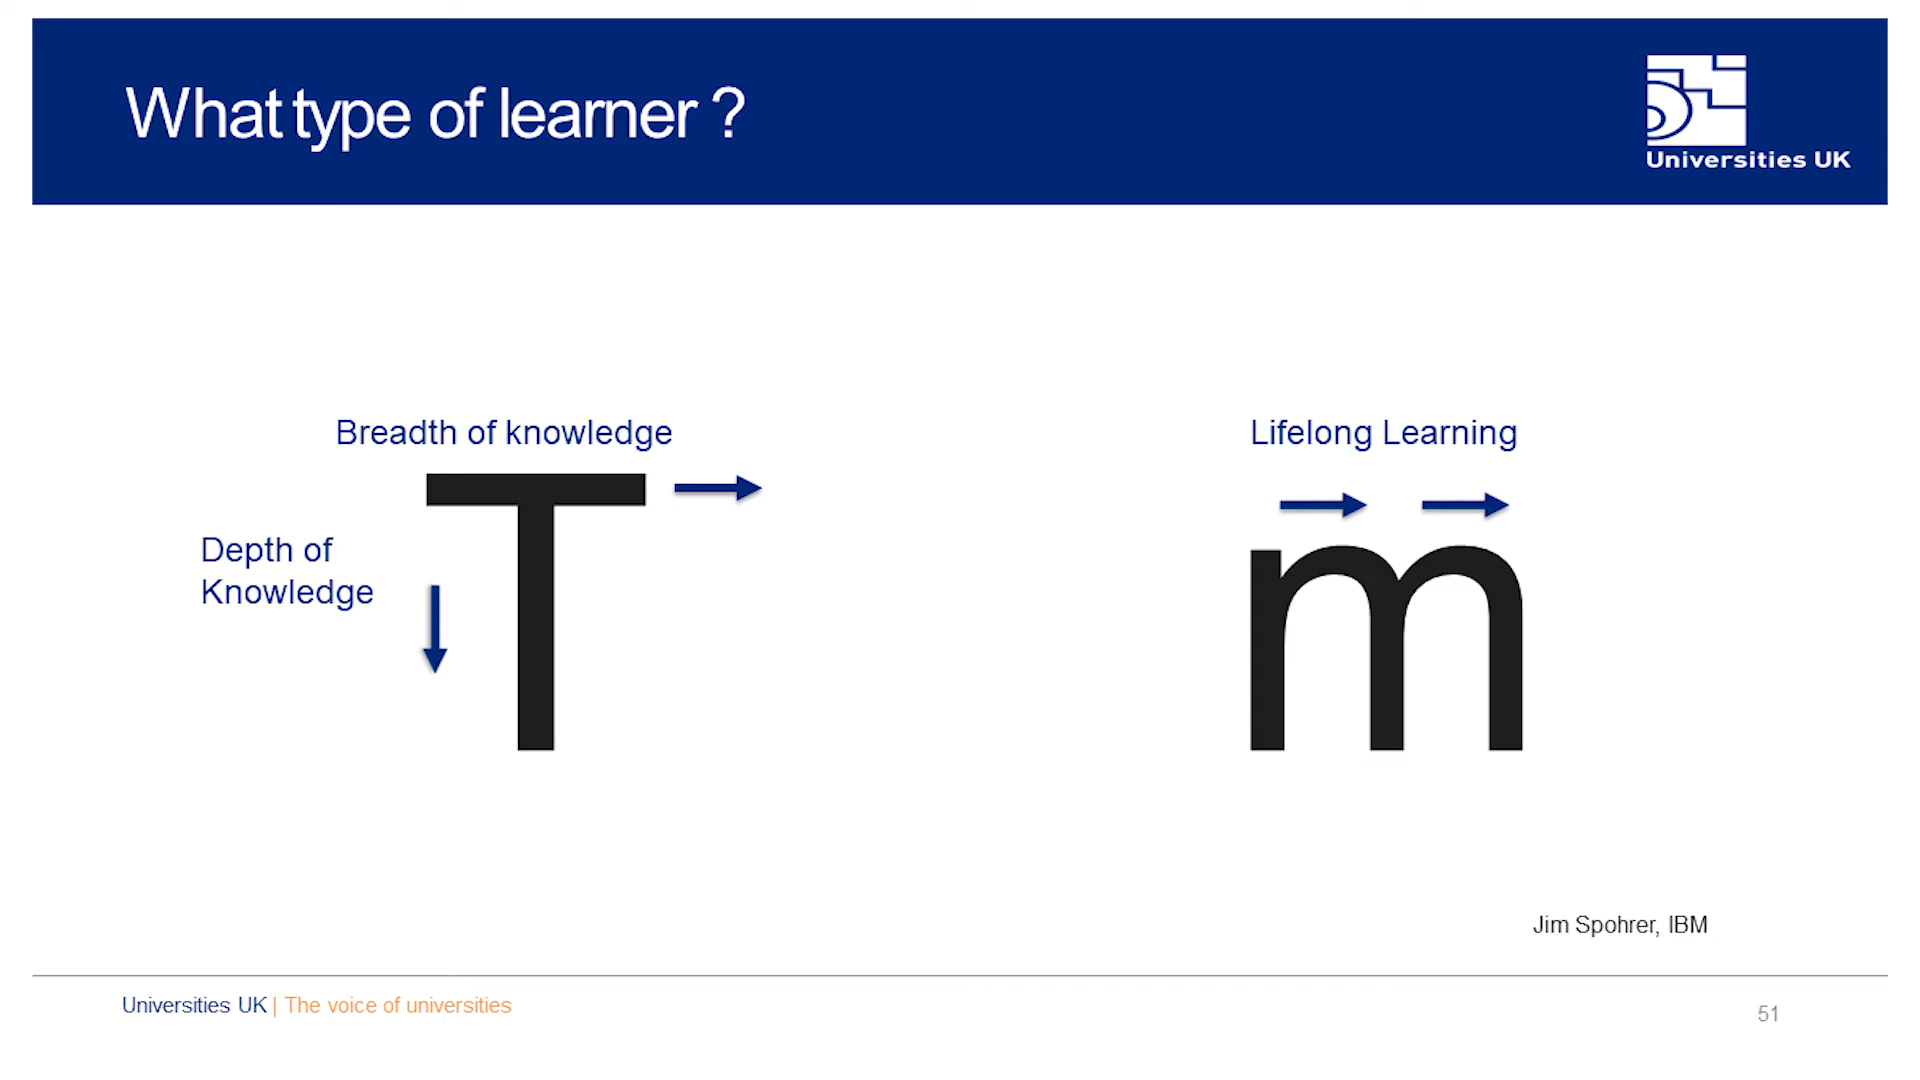 What type of learner ?
Universities UK
Breadth of knowledge
T
Depth of
Knowledge
Lifelong Learning
m
Jim Spohrer, IBM
Universities UK | The voice of universities
51